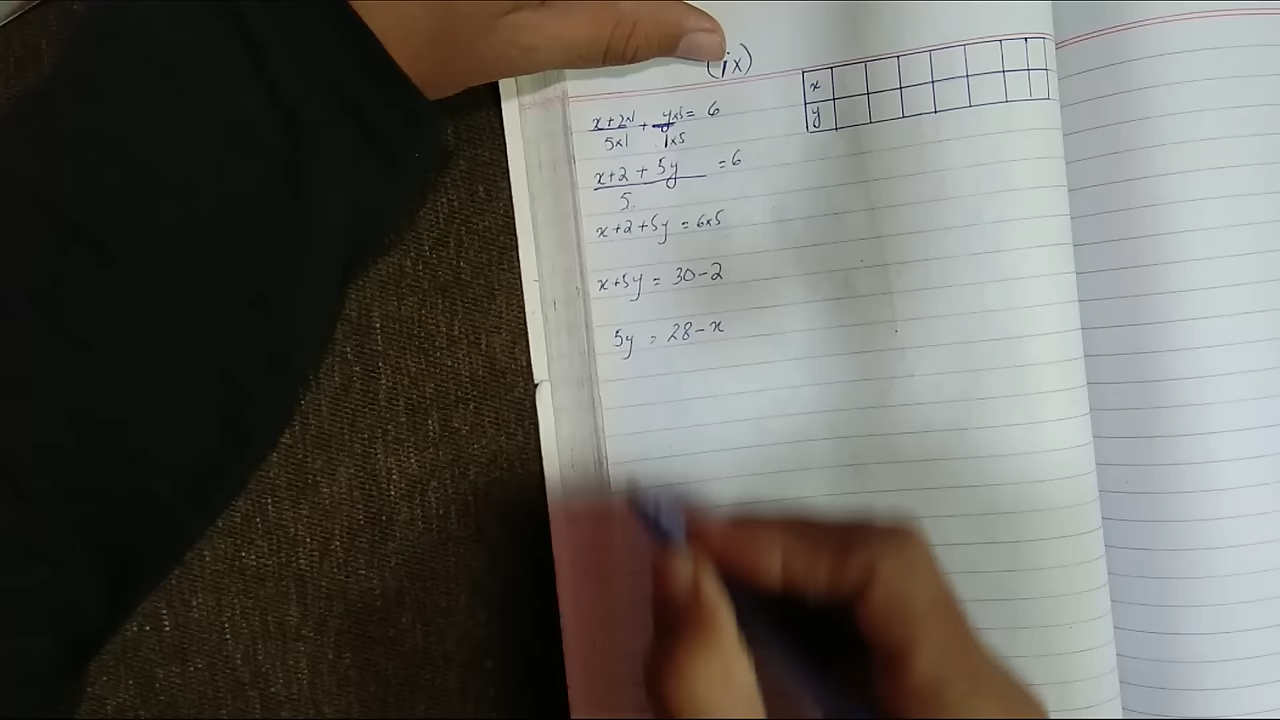 (ix)
x
y
x+2×1/5×1 + y×5/1×5 = 6
x+2+5y/5 = 6
x+2+5y = 6×5
x+5y = 30-2
5y = 28-x